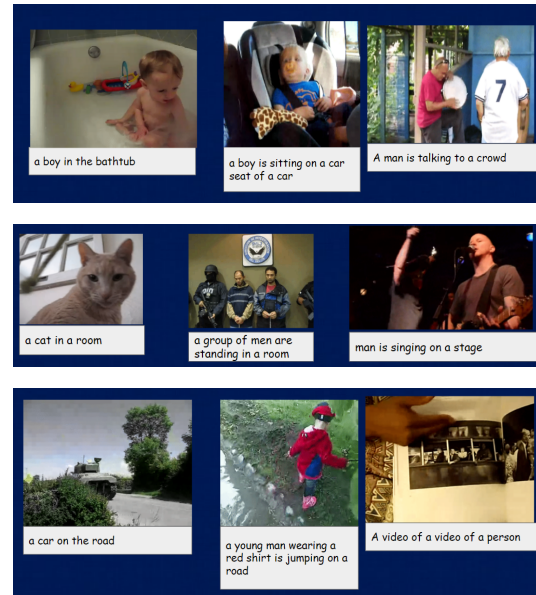 a boy in the bathtub
a boy is sitting on a car
seat of a car
7
A man is talking to a crowd
a cat in a room
a group of men are
standing in a room
man is singing on a stage
a car on the road
a young man wearing a
red shirt is jumping on a
road
A video of a video of a person